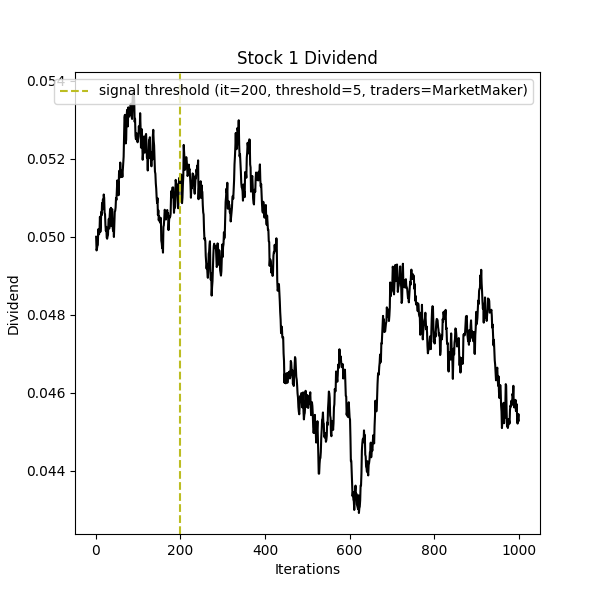 Stock 1 Dividend
0.054
signal threshold (it=200, threshold=5, traders=MarketMaker)
0.052
0.050
0.048
0.046
0.044
Dividend
0 200 400 600 800 1000
Iterations